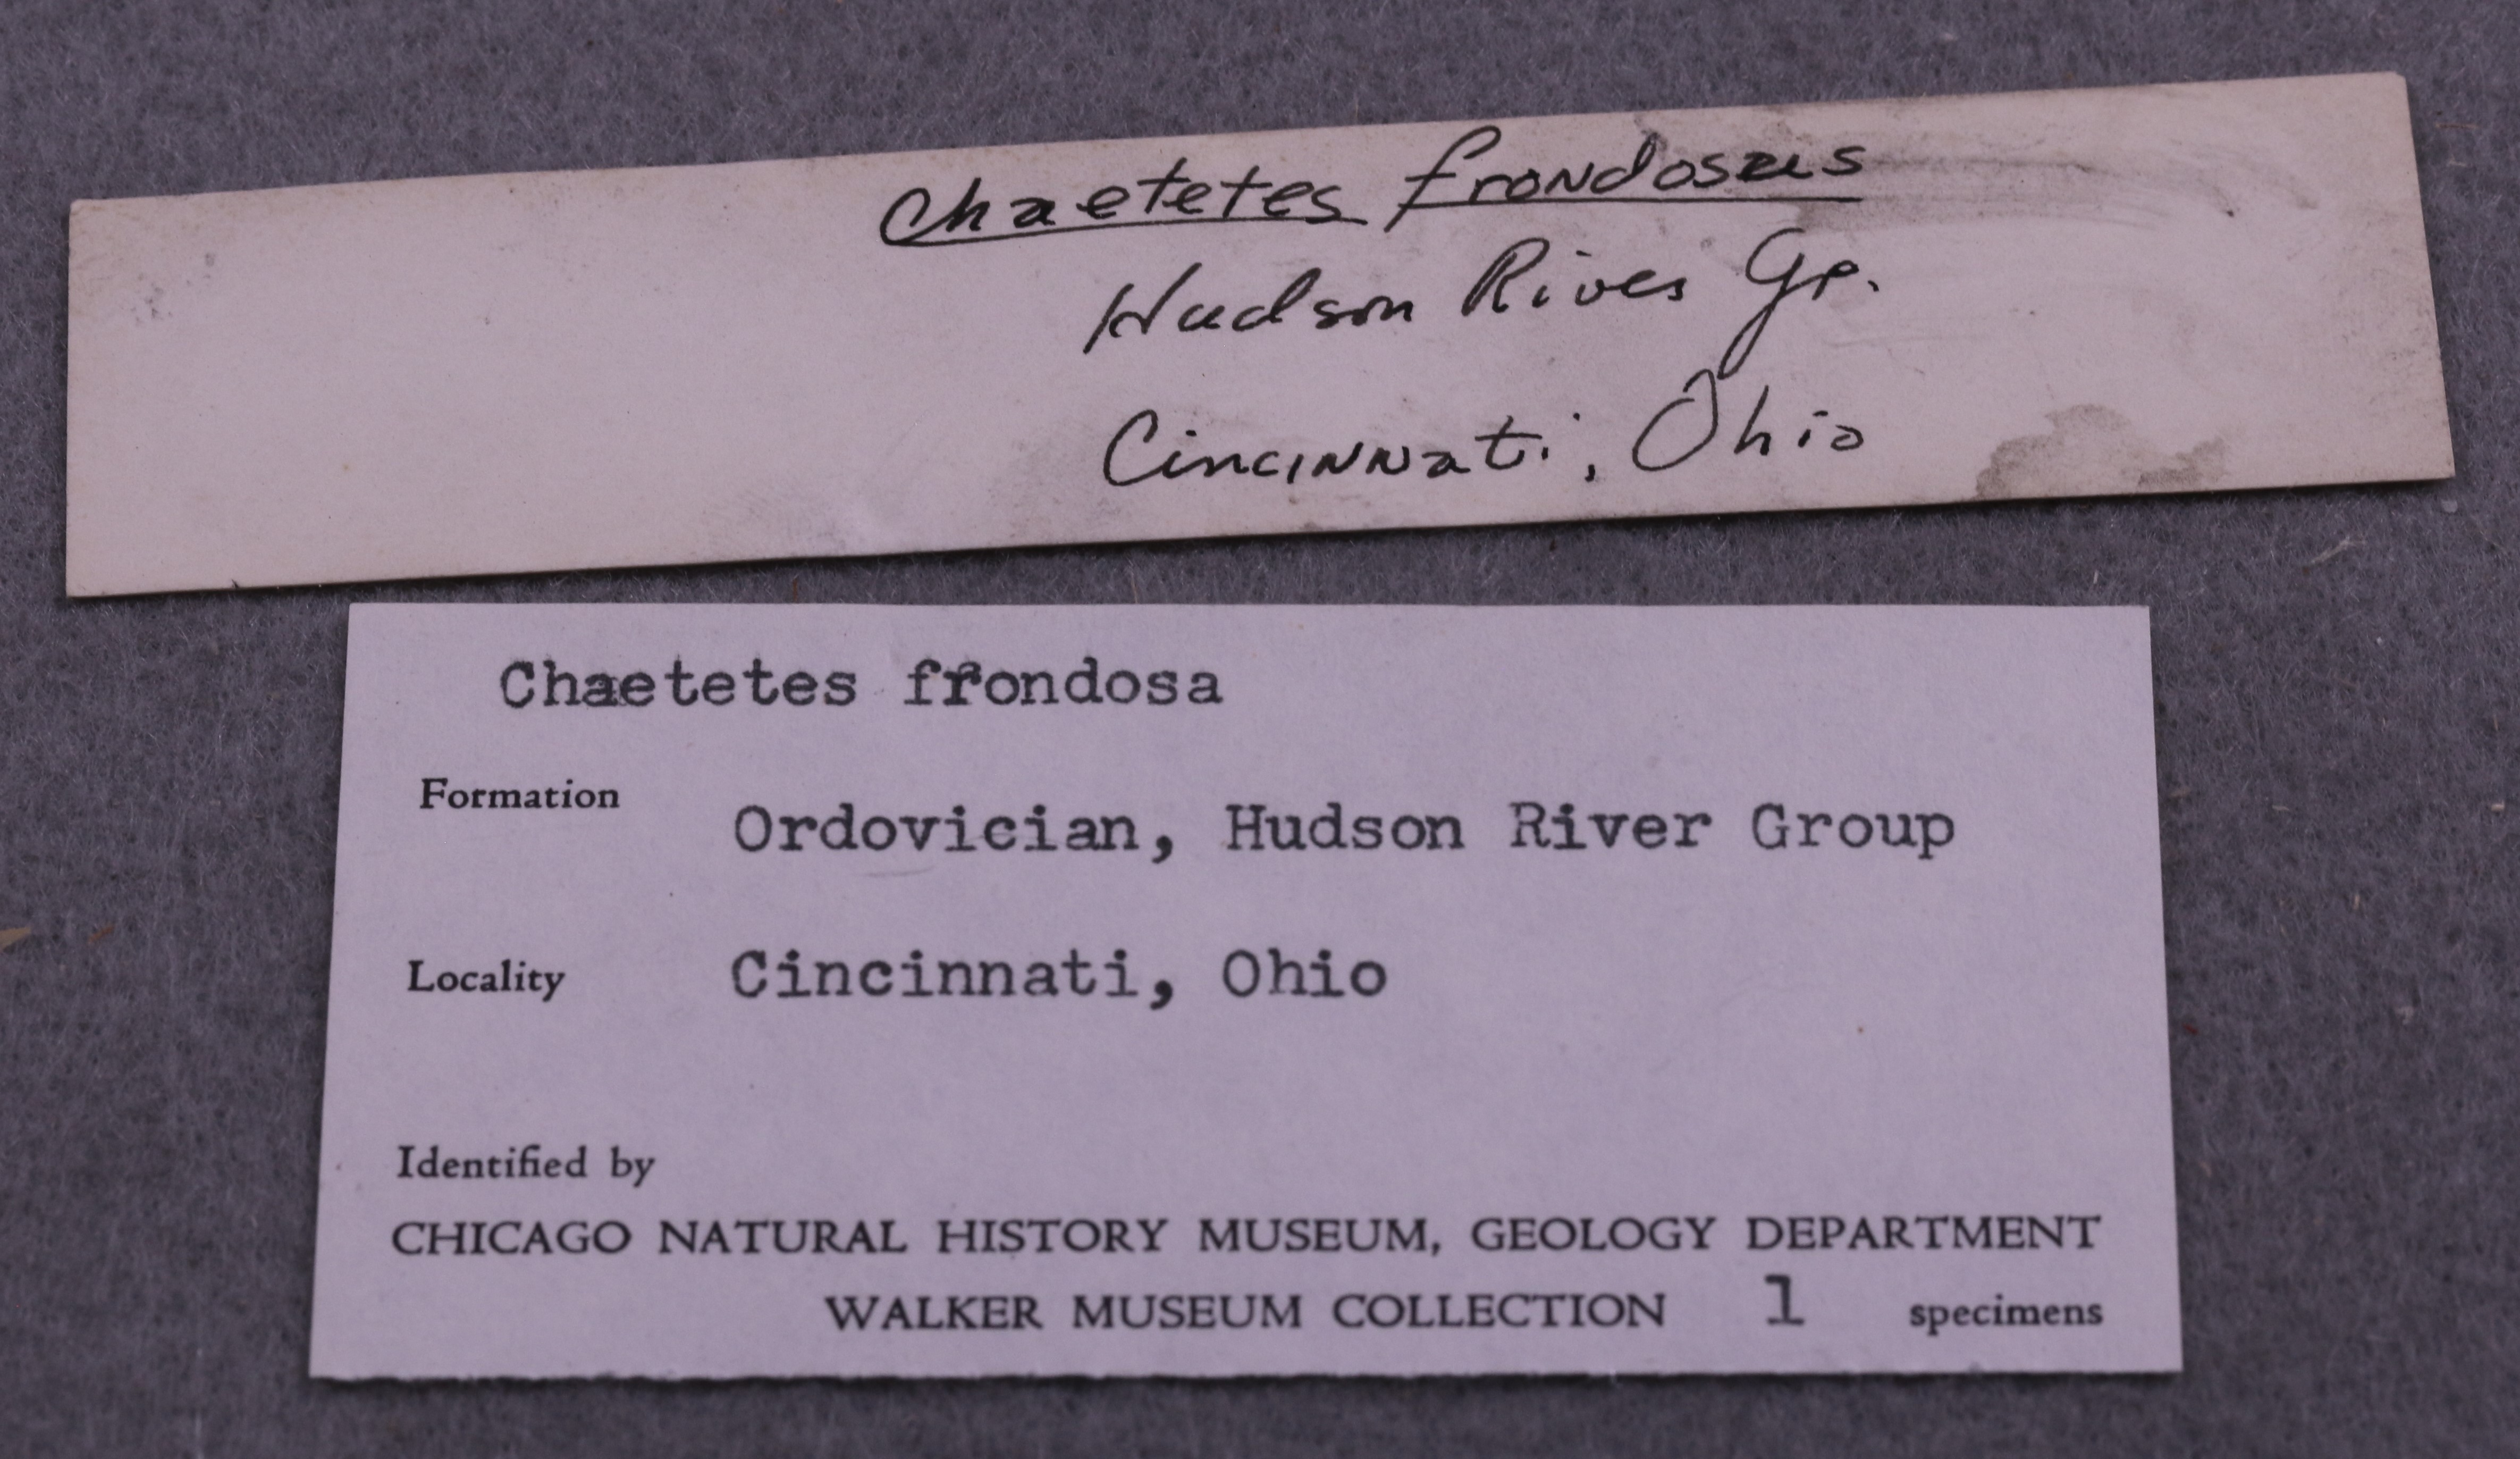 Chaetetes frondosus
Hudson River Gp.
Cincinnati, Ohio
Chaetetes frondosa
Formation Ordovician, Hudson River Group
Locality Cincinnati, Ohio
Identified by
CHICAGO NATURAL HISTORY MUSEUM, GEOLOGY DEPARTMENT
WALKER MUSEUM COLLECTION 1 specimens